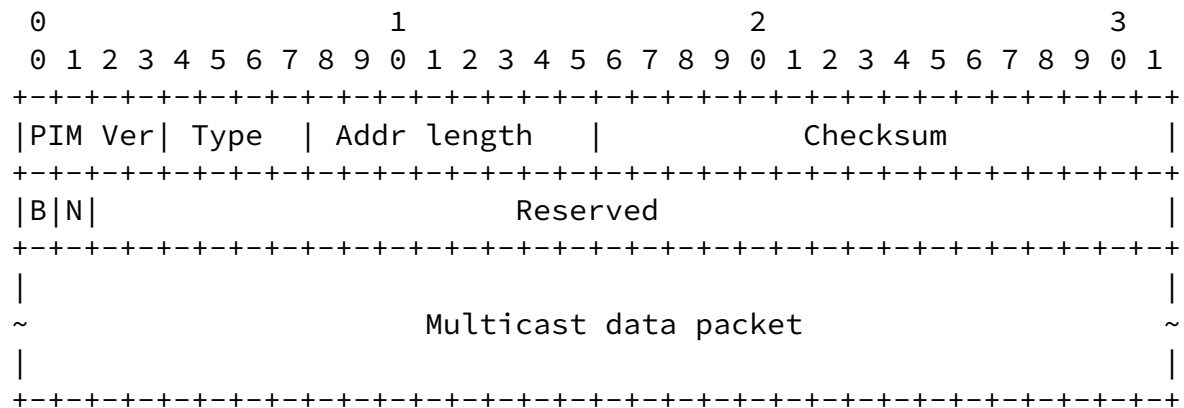 0                   1                   2                   3
 0 1 2 3 4 5 6 7 8 9 0 1 2 3 4 5 6 7 8 9 0 1 2 3 4 5 6 7 8 9 0 1
+-+-+-+-+-+-+-+-+-+-+-+-+-+-+-+-+-+-+-+-+-+-+-+-+-+-+-+-+-+-+-+-+
|PIM Ver| Type  | Addr length   |           Checksum            |
+-+-+-+-+-+-+-+-+-+-+-+-+-+-+-+-+-+-+-+-+-+-+-+-+-+-+-+-+-+-+-+-+
|B|N|                       Reserved                            |
+-+-+-+-+-+-+-+-+-+-+-+-+-+-+-+-+-+-+-+-+-+-+-+-+-+-+-+-+-+-+-+-+
|                                                               |
~                      Multicast data packet                    ~
|                                                               |
+-+-+-+-+-+-+-+-+-+-+-+-+-+-+-+-+-+-+-+-+-+-+-+-+-+-+-+-+-+-+-+-+